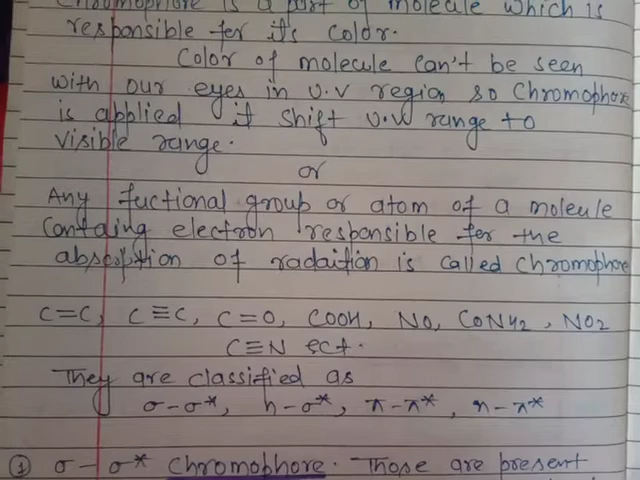 Chromophore is a part of molecule which is
responsible fer it's color.
Color of molecule can't be seen
with our eyes in U.V region so Chromophore
is applied it shift U.V range to
visible range.
or
Any fuctional group or atom of a moleule
Containg electron responsible fer the
absorption of radaition is called Chromophore
C=C, C≡C, C=O, COOH, NO, CONH2, NO2
C≡N ect.
They are classified as
σ-σ*, n-σ*, π-π*, n-π*
① σ-σ* Chromophore. Those are present